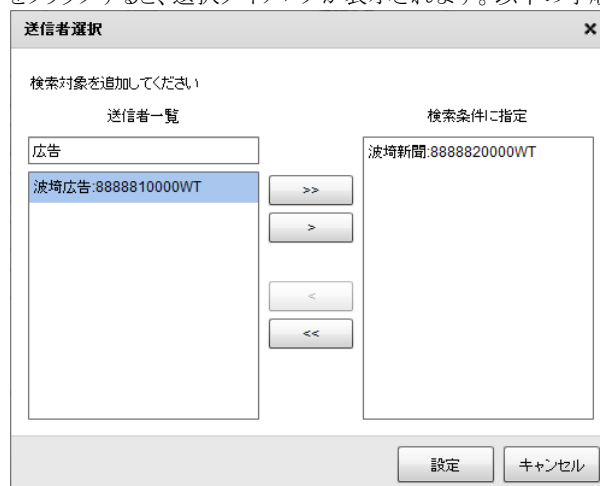 をクリックすると、選択ダイアログが表示されます。以下の手順
送信者選択
×
検索対象を追加してください
送信者一覧
検索条件に指定
広告
波埼新聞:8888820000WT
波埼広告:8888810000WT
>>
>
<
<<
設定
キャンセル